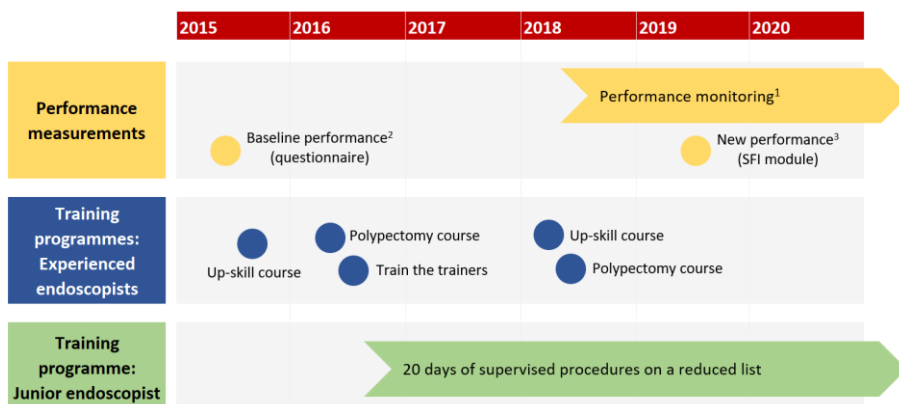 2015 2016 2017 2018 2019 2020
Performance
measurements
Performance monitoring¹
Baseline performance²
(questionnaire)
New performance³
(SFI module)
Training
programmes:
Experienced
endoscopists
Polypectomy course
Up-skill course
Up-skill course
Train the trainers
Polypectomy course
Training
programme:
Junior endoscopist
20 days of supervised procedures on a reduced list